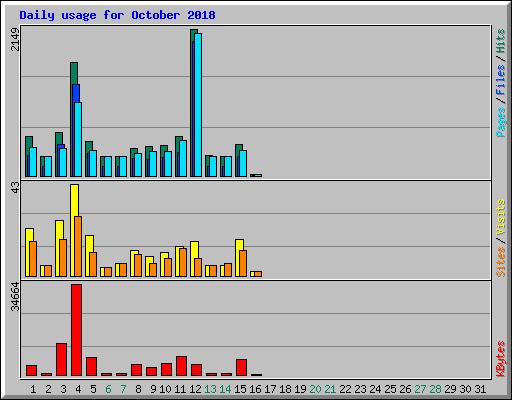 Daily usage for October 2018
2149
Pages / Files / Hits
43
Sites / Visits
34664
KBytes
1 2 3 4 5 6 7 8 9 10 11 12 13 14 15 16 17 18 19 20 21 22 23 24 25 26 27 28 29 30 31